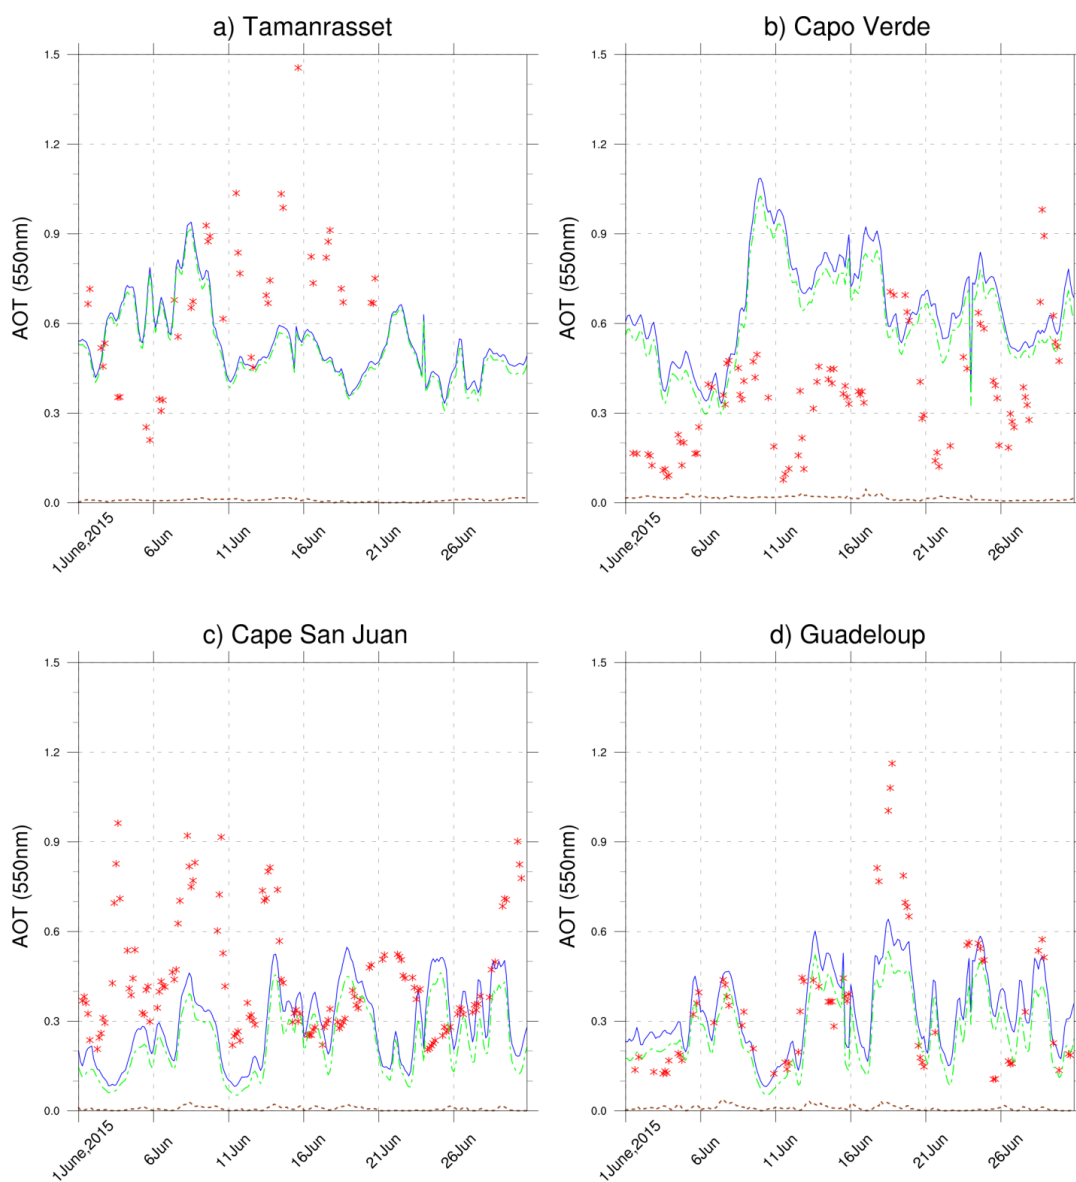 a) Tamanrasset
1.5
1.2
0.9
0.6
0.3
0.0
AOT (550nm)
1June,2015
6Jun
11Jun
16Jun
21Jun
26Jun
b) Capo Verde
1.5
1.2
0.9
0.6
0.3
0.0
AOT (550nm)
1June,2015
6Jun
11Jun
16Jun
21Jun
26Jun
c) Cape San Juan
1.5
1.2
0.9
0.6
0.3
0.0
AOT (550nm)
1June,2015
6Jun
11Jun
16Jun
21Jun
26Jun
d) Guadeloup
1.5
1.2
0.9
0.6
0.3
0.0
AOT (550nm)
1June,2015
6Jun
11Jun
16Jun
21Jun
26Jun